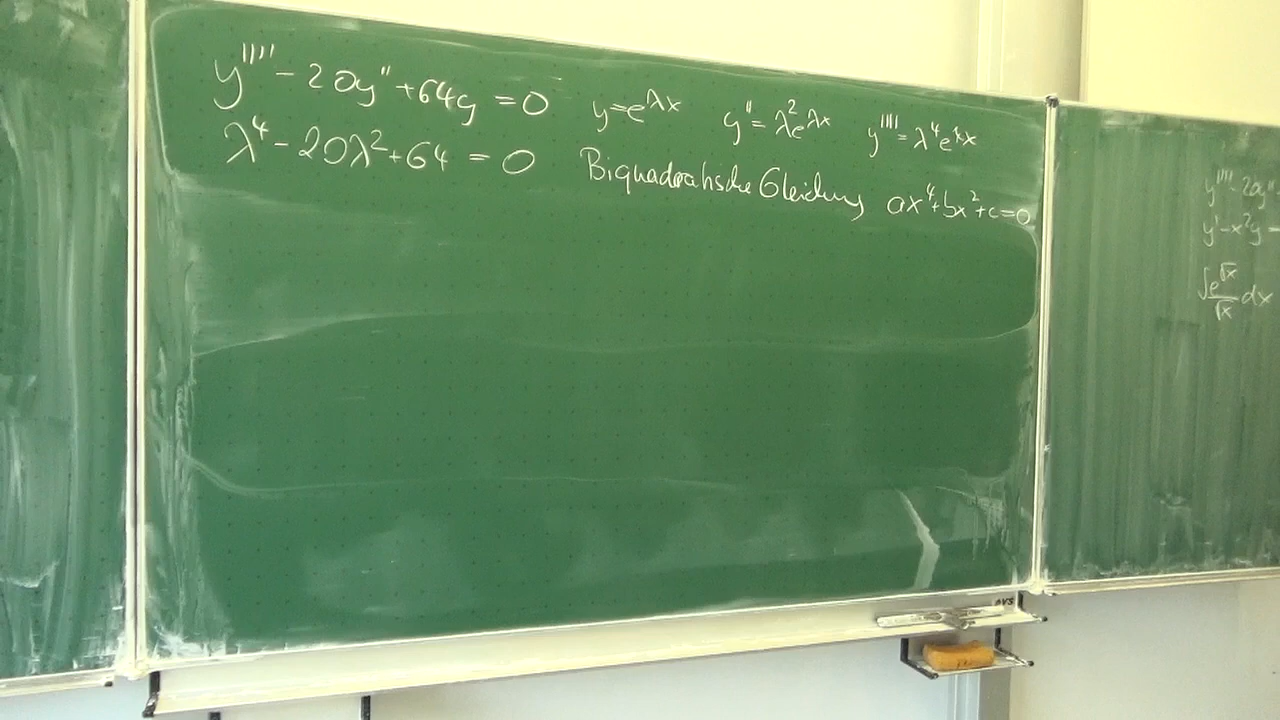 y'''' - 20y'' + 64y = 0 y = e^λx y'' = λ²e^λx y'''' = λ⁴e^λx
λ⁴ - 20λ² + 64 = 0 Biquadratische Gleichung ax⁴+bx²+c=0
y'''' - 20y''
y' - x²y =
∫ e^√x / √x dx